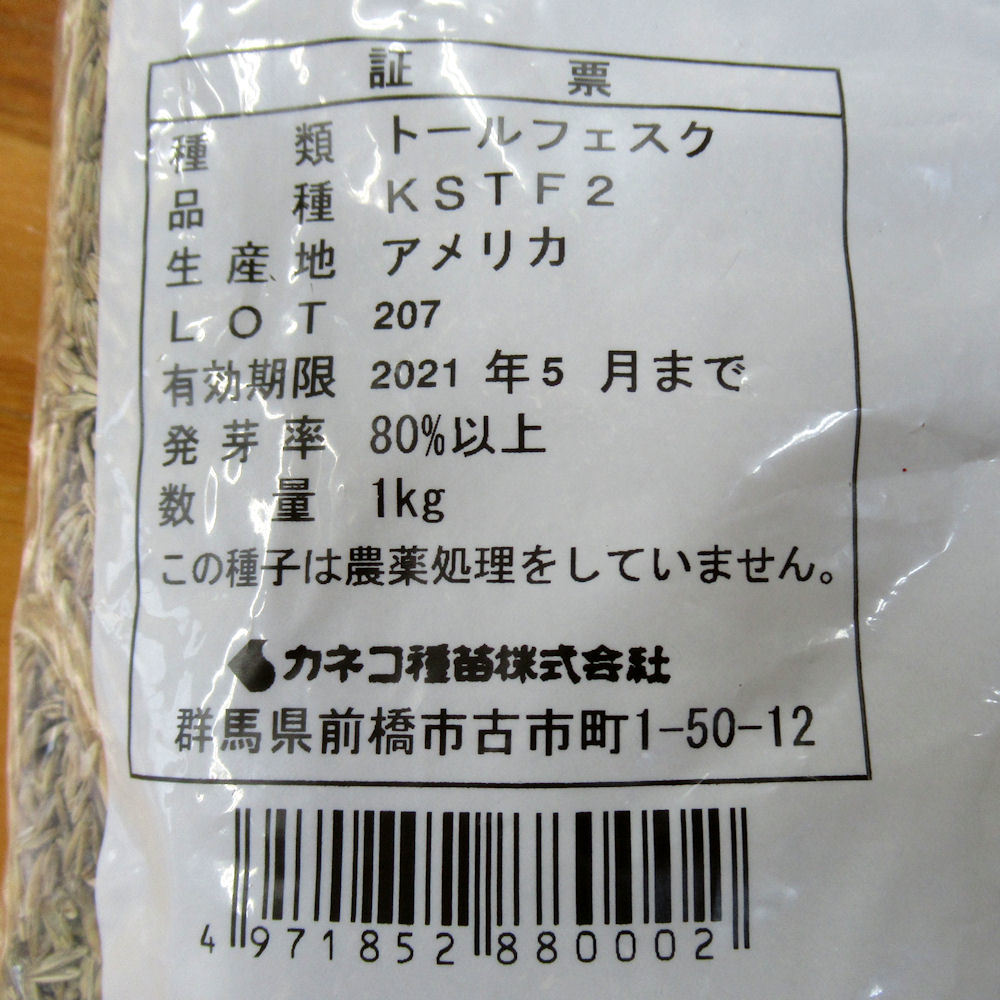 証票
種類 トールフェスク
品種 KSTF2
生産地 アメリカ
LOT 207
有効期限 2021 年5 月まで
発芽率 80%以上
数量 1kg
この種子は農薬処理をしていません。
カネコ種苗株式会社
群馬県前橋市古市町1-50-12
4971852880002